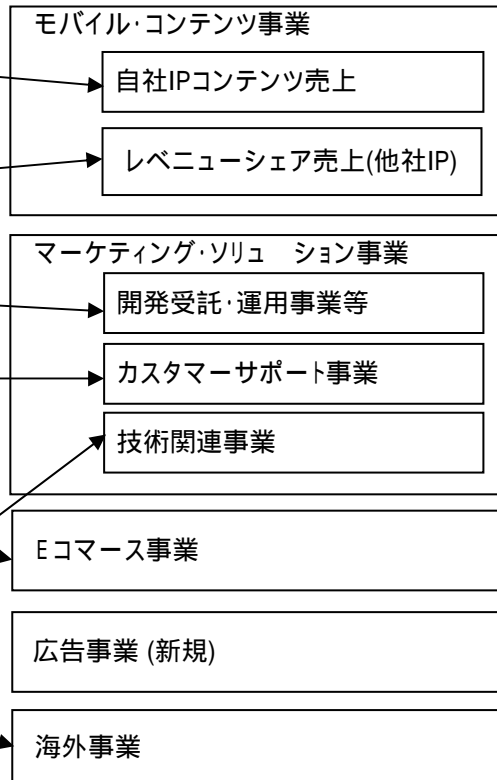 モバイル・コンテンツ事業
自社IPコンテンツ売上
レベニューシェア売上(他社IP)
マーケティング・ソリュ ション事業
開発受託・運用事業等
カスタマーサポート事業
技術関連事業
Eコマース事業
広告事業 (新規)
海外事業